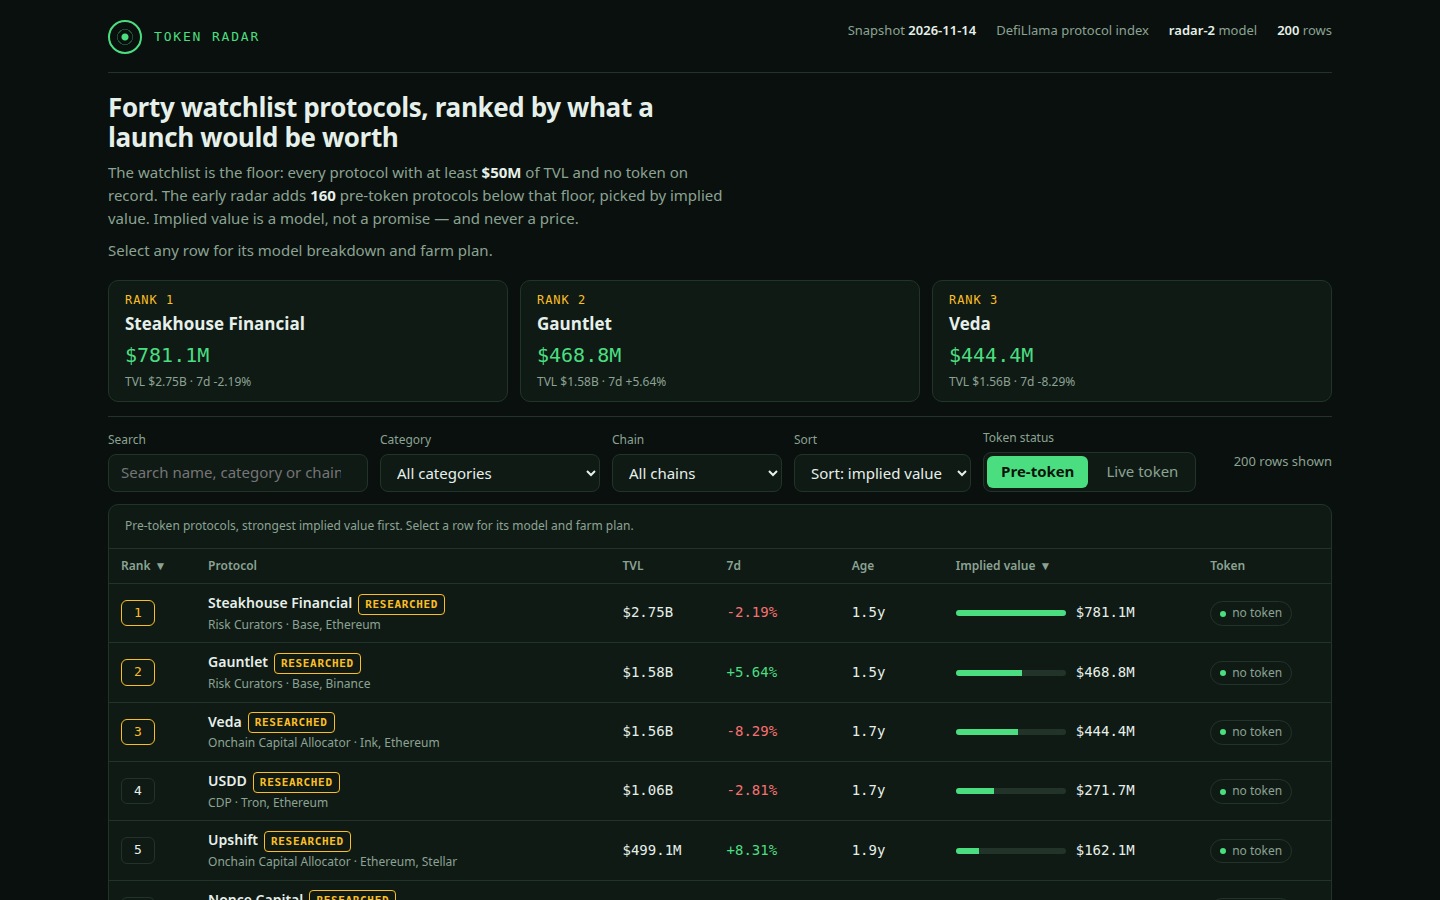 TOKEN RADAR
Snapshot 2026-11-14 DefiLlama protocol index radar-2 model 200 rows
Forty watchlist protocols, ranked by what a
launch would be worth
The watchlist is the floor: every protocol with at least $50M of TVL and no token on
record. The early radar adds 160 pre-token protocols below that floor, picked by implied
value. Implied value is a model, not a promise — and never a price.
Select any row for its model breakdown and farm plan.
RANK 1
Steakhouse Financial
$781.1M
TVL $2.75B · 7d -2.19%
RANK 2
Gauntlet
$468.8M
TVL $1.58B · 7d +5.64%
RANK 3
Veda
$444.4M
TVL $1.56B · 7d -8.29%
Search Category Chain Sort Token status
Search name, category or chain All categories All chains Sort: implied value Pre-token Live token 200 rows shown
Pre-token protocols, strongest implied value first. Select a row for its model and farm plan.
Rank ▼ Protocol TVL 7d Age Implied value ▼ Token
1 Steakhouse Financial RESEARCHED $2.75B -2.19% 1.5y $781.1M no token
Risk Curators · Base, Ethereum
2 Gauntlet RESEARCHED $1.58B +5.64% 1.5y $468.8M no token
Risk Curators · Base, Binance
3 Veda RESEARCHED $1.56B -8.29% 1.7y $444.4M no token
Onchain Capital Allocator · Ink, Ethereum
4 USDD RESEARCHED $1.06B -2.81% 1.7y $271.7M no token
CDP · Tron, Ethereum
5 Upshift RESEARCHED $499.1M +8.31% 1.9y $162.1M no token
Onchain Capital Allocator · Ethereum, Stellar
Nonce Capital RESEARCHED